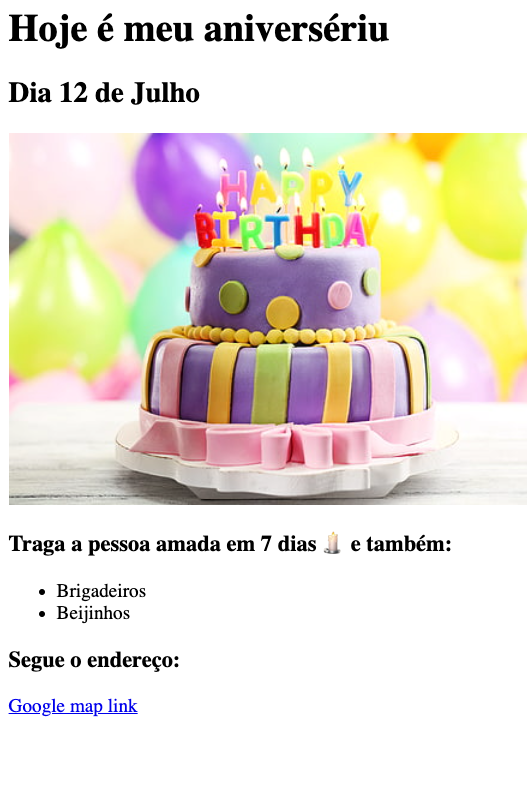 Hoje é meu aniversériu
Dia 12 de Julho
HAPPY
BIRTHDAY
Traga a pessoa amada em 7 dias 🕯️ e também:
Brigadeiros
Beijinhos
Segue o endereço:
Google map link